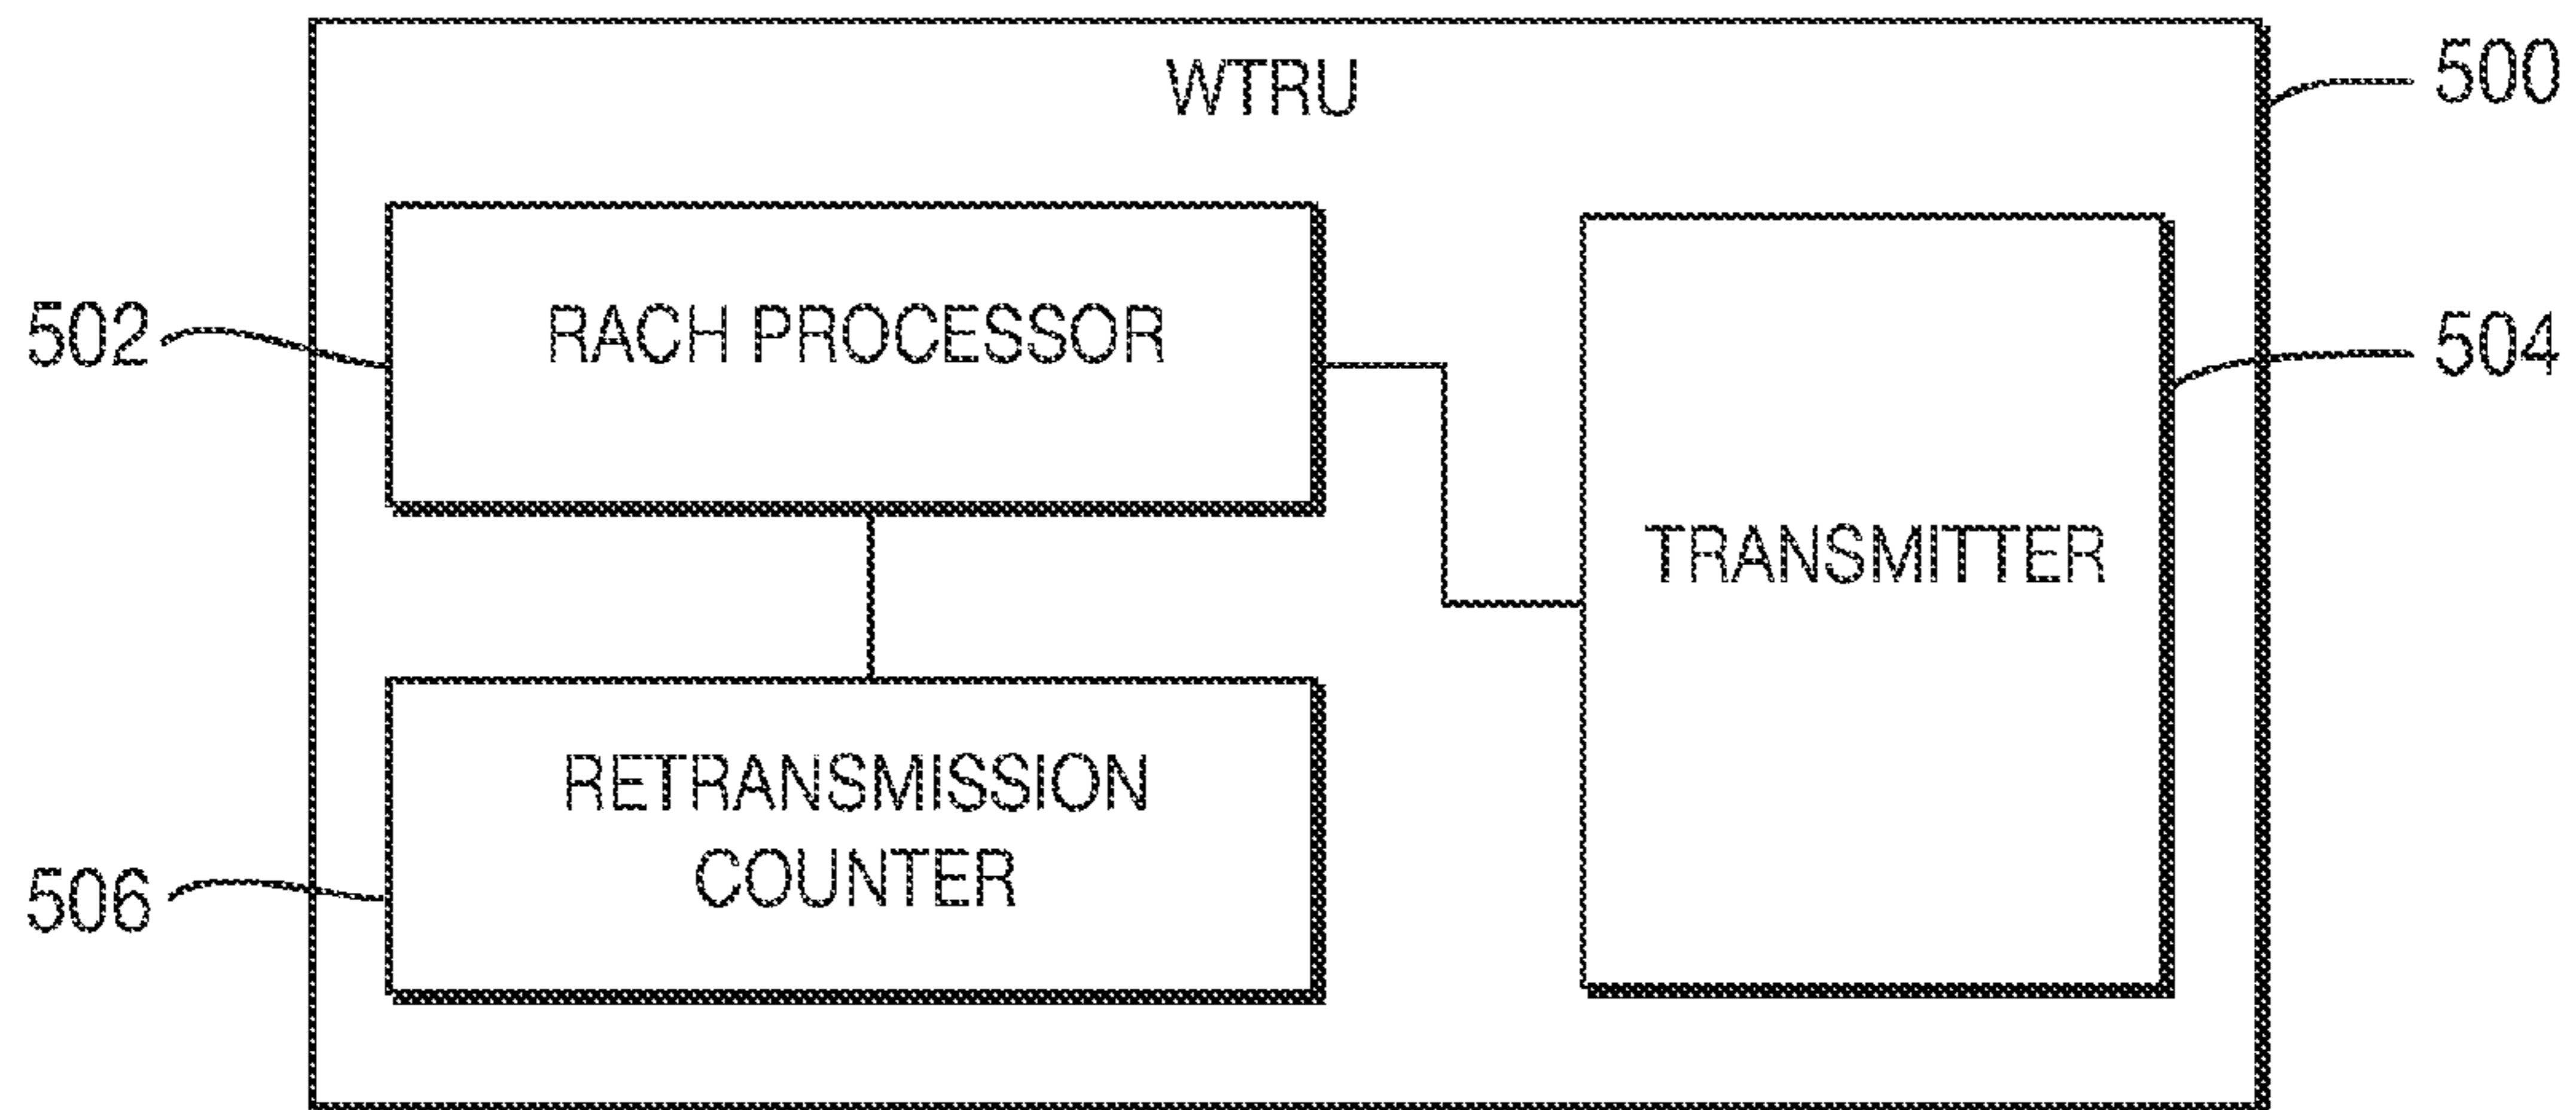 WTRU
500
RACH PROCESSOR
502
504
TRANSMITTER
RETRANSMISSION
COUNTER
506